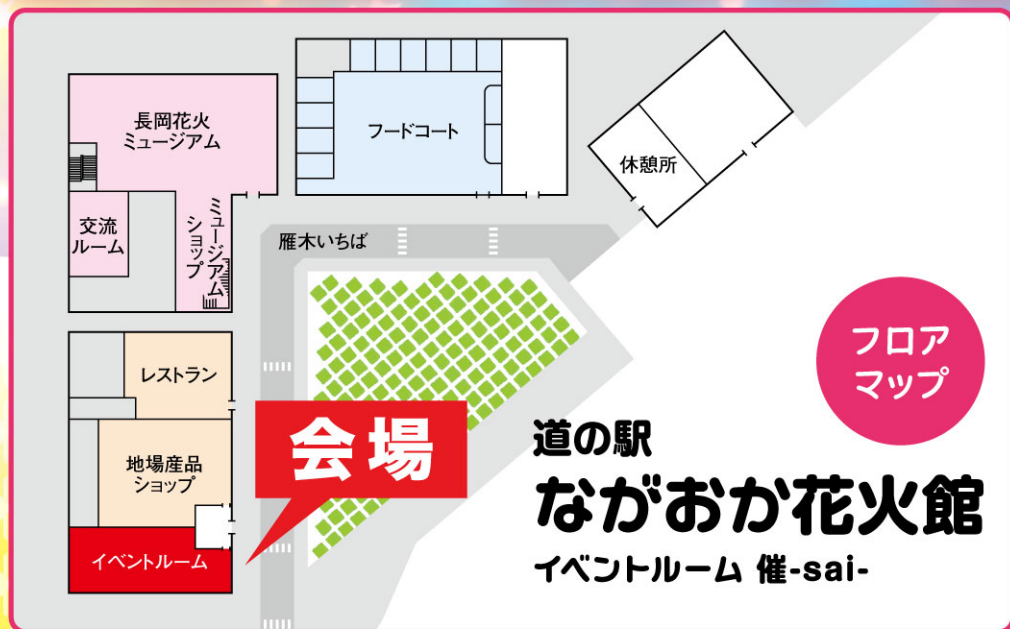 長岡花火
ミュージアム
フードコート
休憩所
交流
ルーム
ミュージアム
ショップ
雁木いちば
レストラン
地場産品
ショップ
イベントルーム
会場
フロア
マップ
道の駅
ながおか花火館
イベントルーム 催-sai-